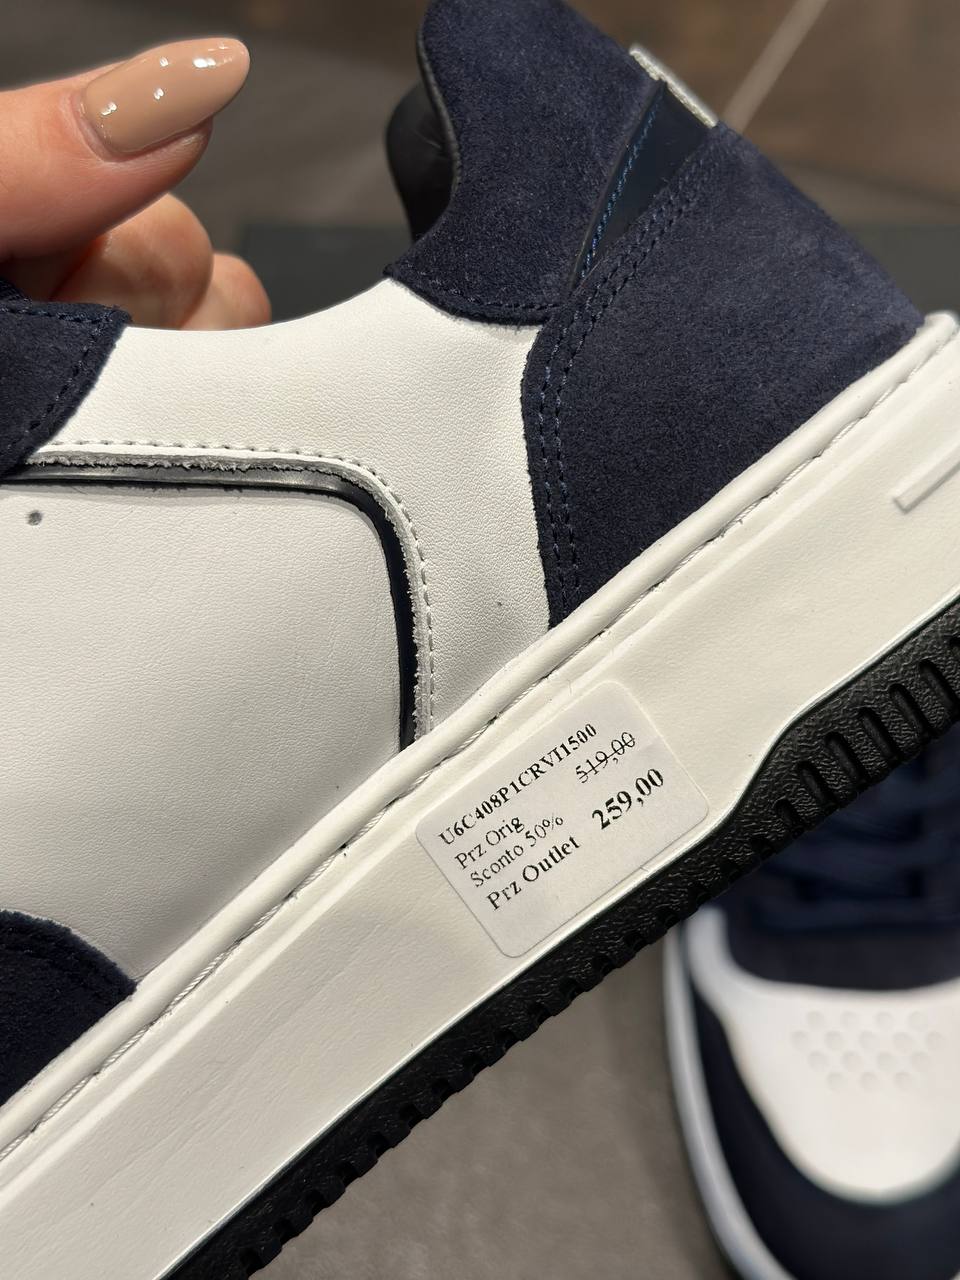 U6C408P1CRVI1500
Prz Orig 519,00
Sconto 50%
Prz Outlet 259,00